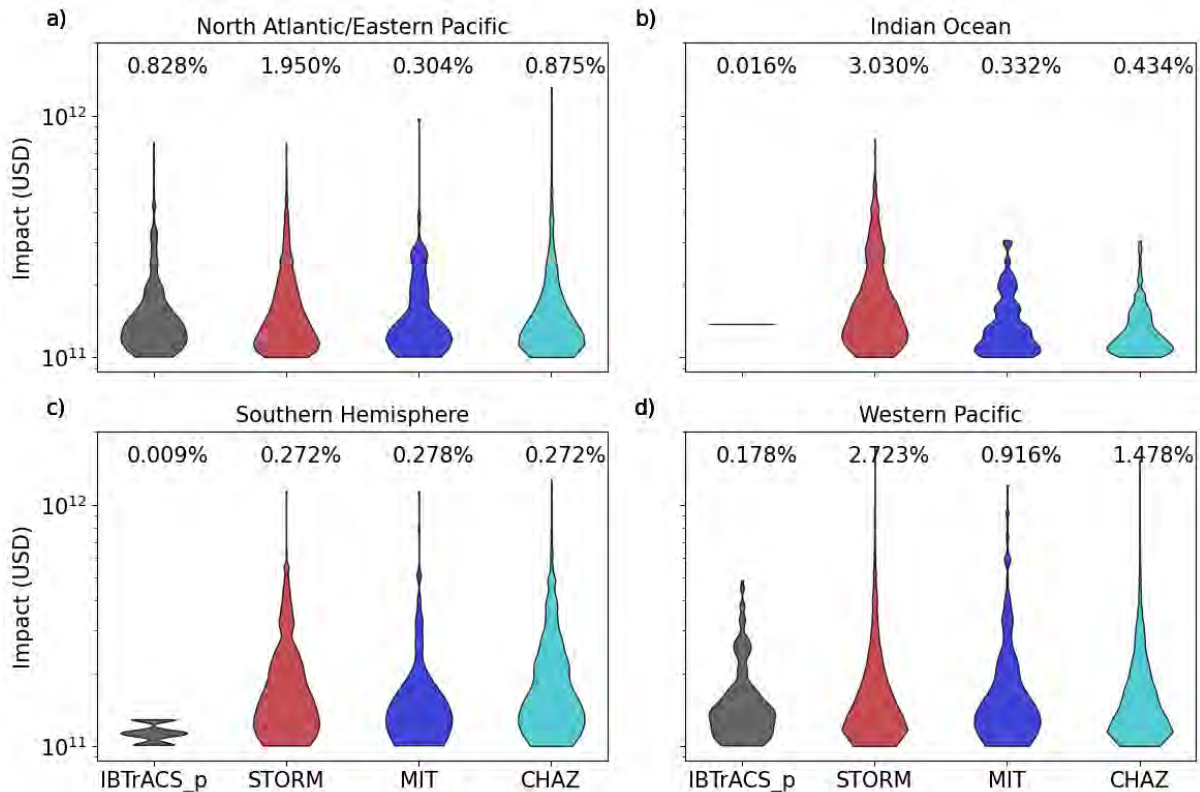 a)
North Atlantic/Eastern Pacific
0.828% 1.950% 0.304% 0.875%
10¹²
Impact (USD)
10¹¹
b)
Indian Ocean
0.016% 3.030% 0.332% 0.434%
c)
Southern Hemisphere
0.009% 0.272% 0.278% 0.272%
10¹²
Impact (USD)
10¹¹
IBTrACS_p STORM MIT CHAZ
d)
Western Pacific
0.178% 2.723% 0.916% 1.478%
IBTrACS_p STORM MIT CHAZ